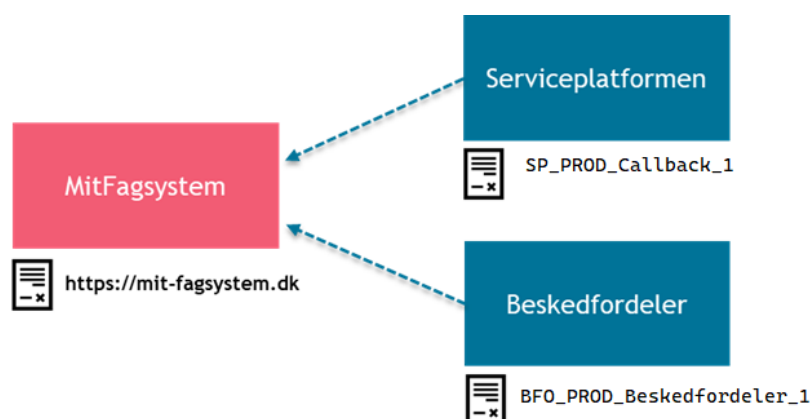 Serviceplatformen
SP_PROD_Callback_1
MitFagsystem
https://mit-fagsystem.dk
Beskedfordeler
BFO_PROD_Beskedfordeler_1